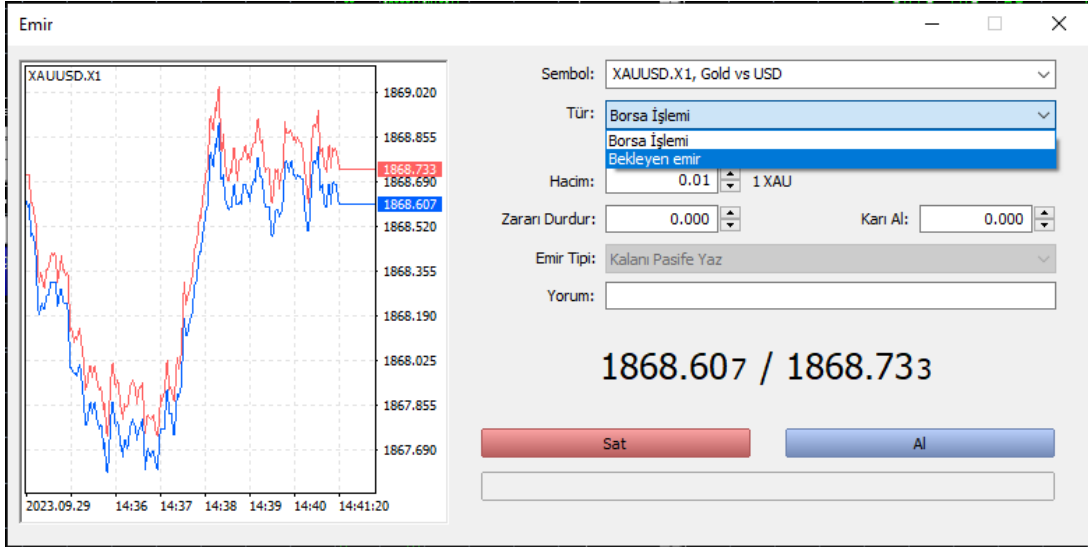 Emir
XAUUSD.X1
1869.020
1868.855
1868.733
1868.690
1868.607
1868.520
1868.355
1868.190
1868.025
1867.855
1867.690
2023.09.29 14:36 14:37 14:38 14:39 14:40 14:41:20
Sembol: XAUUSD.X1, Gold vs USD
Tür: Borsa İşlemi
Borsa İşlemi
Bekleyen emir
Hacim: 0.01 1 XAU
Zararı Durdur: 0.000 Karı Al: 0.000
Emir Tipi: Kalanı Pasife Yaz
Yorum:
1868.607 / 1868.733
Sat Al